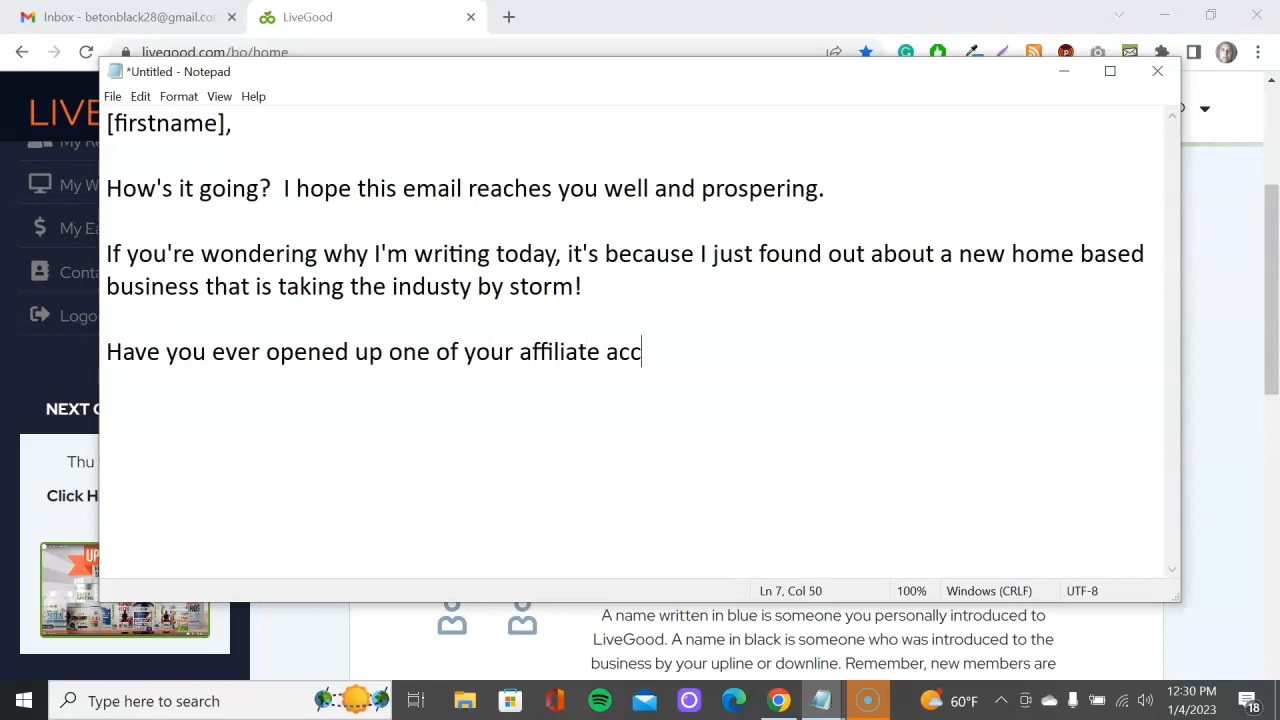 Inbox - betonblack28@gmail.co
LiveGood
livegood.com/bo/home
*Untitled - Notepad
File Edit Format View Help
[firstname],
How's it going?  I hope this email reaches you well and prospering.
If you're wondering why I'm writing today, it's because I just found out about a new home based
business that is taking the industy by storm!
Have you ever opened up one of your affiliate acc
LIVE
My Re
My W
My Ea
Conta
Logo
NEXT
Thu
Click H
UP
Ln 7, Col 50
100%
Windows (CRLF)
UTF-8
A name written in blue is someone you personally introduced to
LiveGood. A name in black is someone who was introduced to the
business by your upline or downline. Remember, new members are
Type here to search
60°F
12:30 PM
1/4/2023
18